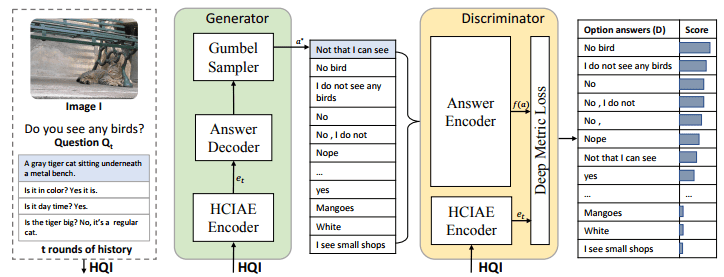 Image I
Do you see any birds?
Question Qt
A gray tiger cat sitting underneath
a metal bench.
Is it in color? Yes it is.
Is it day time? Yes.
Is the tiger big? No, it's a regular
cat.
t rounds of history
HQI
Generator
Gumbel
Sampler
Answer
Decoder
et
HCIAE
Encoder
HQI
a*
Not that I can see
No bird
I do not see any
birds
No
No , I do not
Nope
...
yes
Mangoes
White
I see small shops
Discriminator
Answer
Encoder
f(a)
HCIAE
Encoder
et
Deep Metric Loss
HQI
Option answers (D) Score
No bird
I do not see any birds
No
No , I do not
No ,
Nope
Not that I can see
yes
... ...
Mangoes
White
I see small shops